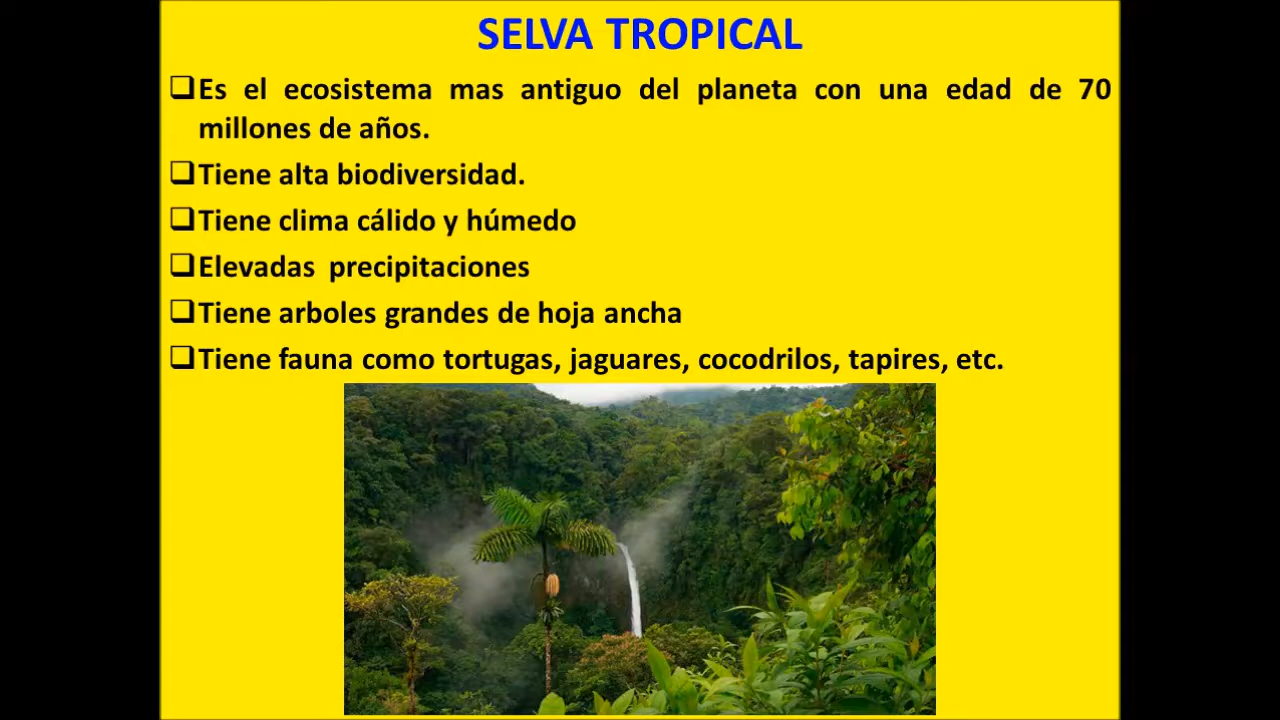 SELVA TROPICAL
❑Es el ecosistema mas antiguo del planeta con una edad de 70
millones de años.
❑Tiene alta biodiversidad.
❑Tiene clima cálido y húmedo
❑Elevadas precipitaciones
❑Tiene arboles grandes de hoja ancha
❑Tiene fauna como tortugas, jaguares, cocodrilos, tapires, etc.